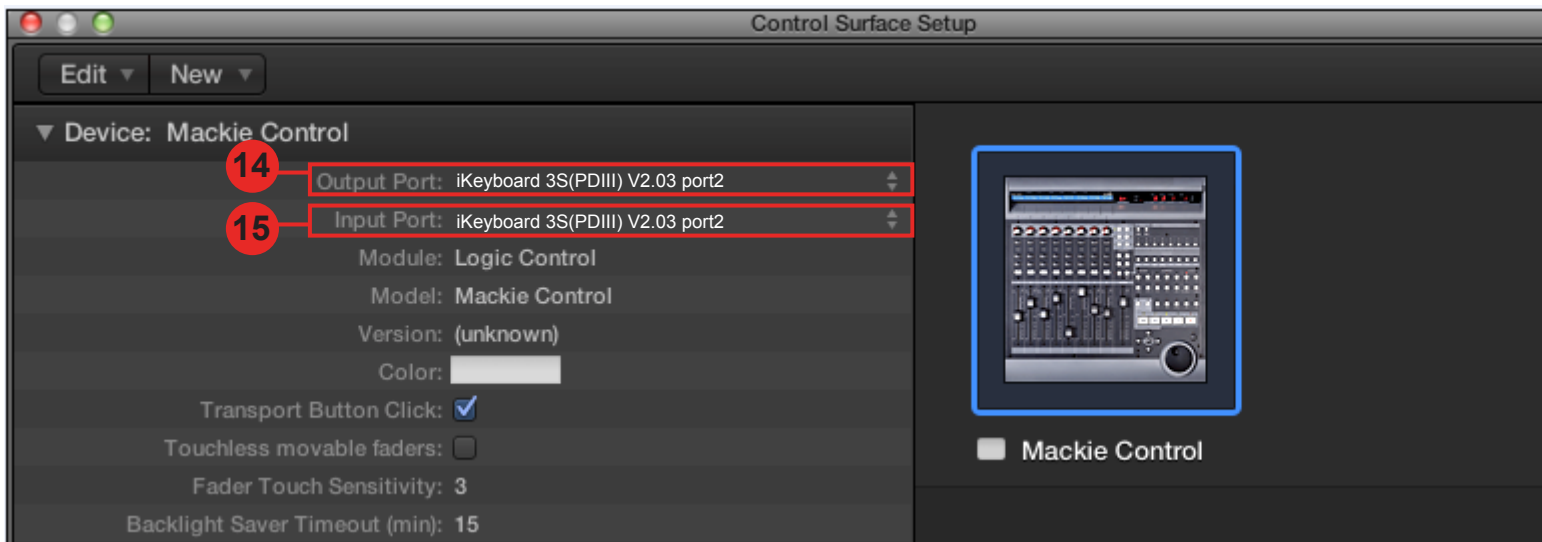 Control Surface Setup
Edit New
Device: Mackie Control
14 Output Port: iKeyboard 3S(PDIII) V2.03 port2
15 Input Port: iKeyboard 3S(PDIII) V2.03 port2
Module: Logic Control
Model: Mackie Control
Version: (unknown)
Color:
Transport Button Click:
Touchless movable faders:
Fader Touch Sensitivity: 3
Backlight Saver Timeout (min): 15
Mackie Control